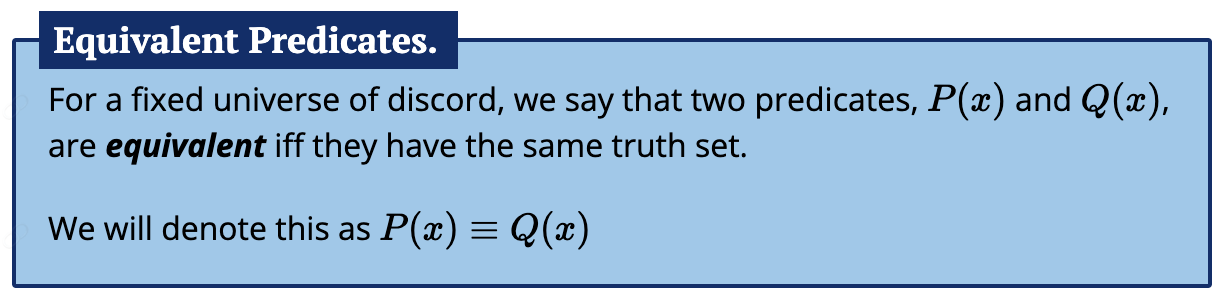 Equivalent Predicates.
For a fixed universe of discord, we say that two predicates, P(x) and Q(x),
are equivalent iff they have the same truth set.
We will denote this as P(x) ≡ Q(x)